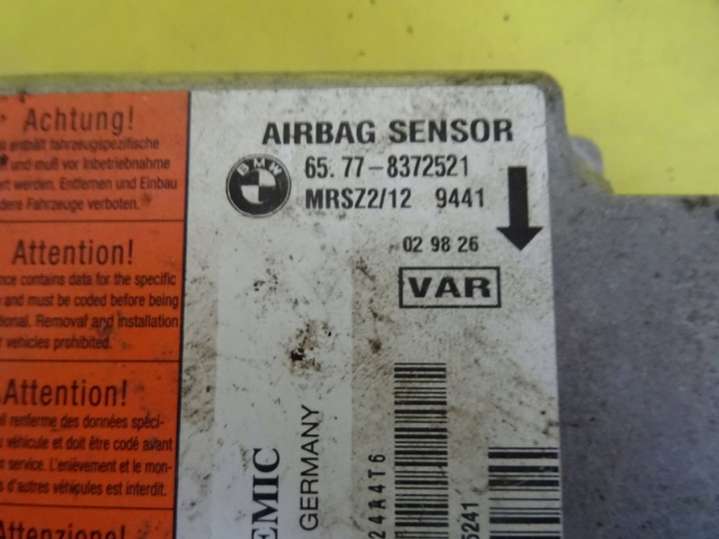 Achtung!
enthält fahrzeugspezifische
und muß vor Inbetriebnahme
ert werden. Entfernen und Einbau
dere Fahrzeuge verboten.
Attention!
nce contains data for the specific
and must be coded before being
tional. Removal and installation
vehicles prohibited.
Attention!
renferme des données spéci-
véhicule et doit être codé avant
service. L'enlèvement et le mon-
d'autres véhicules est interdit.
Attenzione!
AIRBAG SENSOR
BMW
65.77-8372521
MRSZ2/12 9441
02 98 26
VAR
EMIC
GERMANY
24A4T6
5241